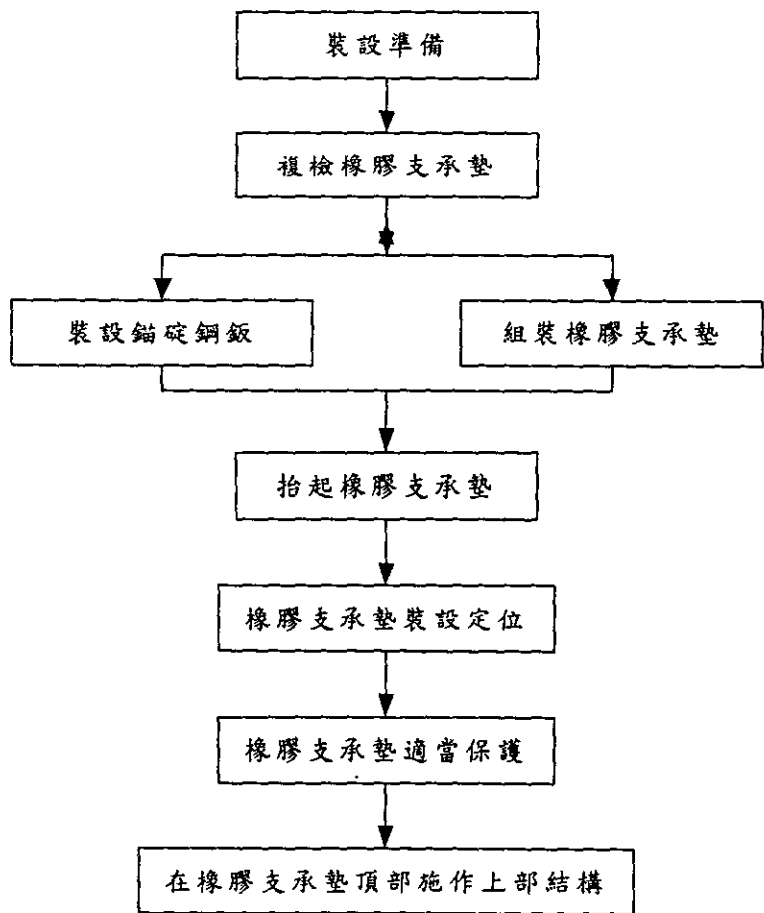 裝設準備
複檢橡膠支承墊
裝設錨碇鋼鈑
組裝橡膠支承墊
抬起橡膠支承墊
橡膠支承墊裝設定位
橡膠支承墊適當保護
在橡膠支承墊頂部施作上部結構